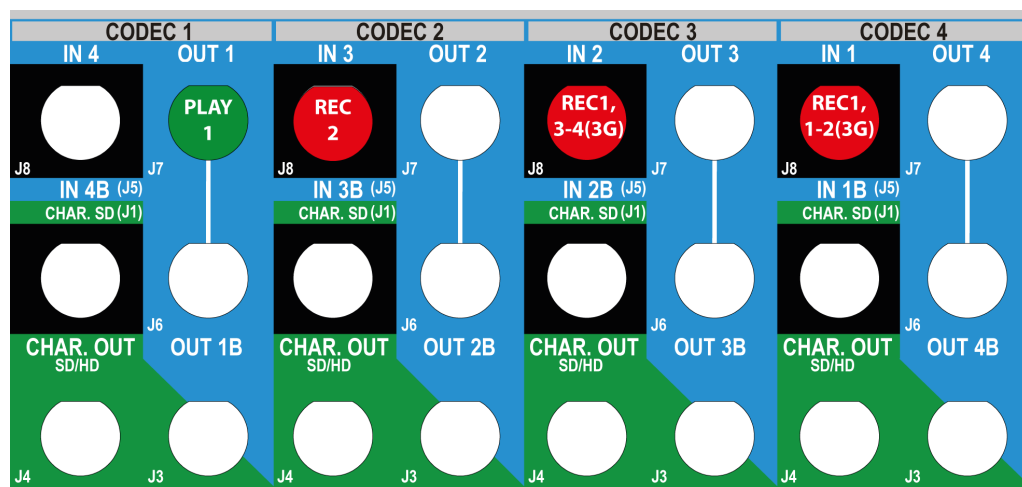 CODEC 1 CODEC 2 CODEC 3 CODEC 4
IN 4 OUT 1 IN 3 OUT 2 IN 2 OUT 3 IN 1 OUT 4
PLAY REC REC1, REC1,
1 2 3-4(3G) 1-2(3G)
J8 J7 J8 J7 J8 J7 J8 J7
IN 4B (J5) IN 3B (J5) IN 2B (J5) IN 1B (J5)
CHAR. SD (J1) CHAR. SD (J1) CHAR. SD (J1) CHAR. SD (J1)
J6 J6 J6 J6
CHAR. OUT OUT 1B CHAR. OUT OUT 2B CHAR. OUT OUT 3B CHAR. OUT OUT 4B
SD/HD SD/HD SD/HD SD/HD
J4 J3 J4 J3 J4 J3 J4 J3